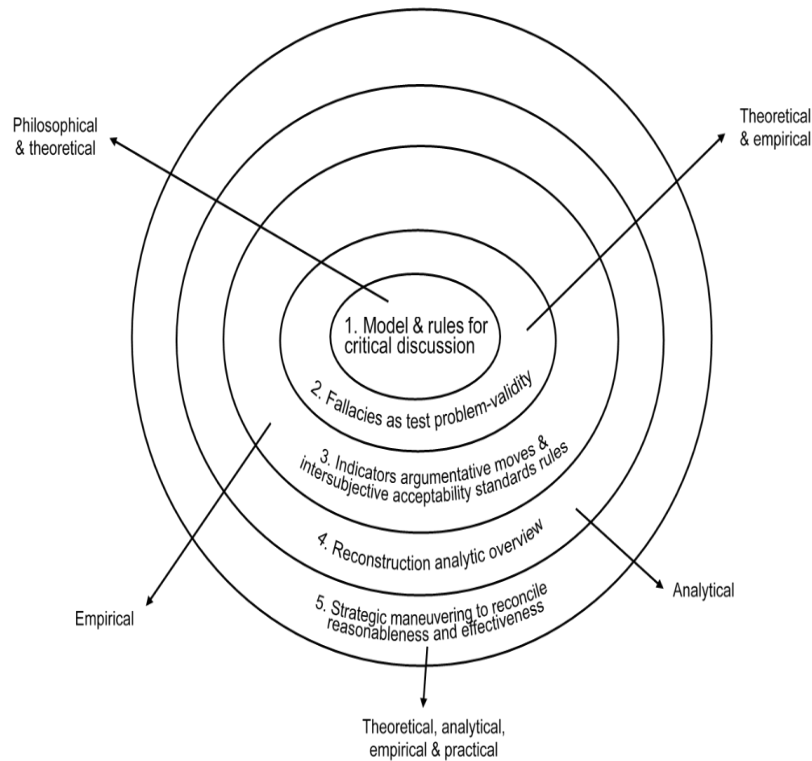 Philosophical
& theoretical
Theoretical
& empirical
1. Model & rules for
critical discussion
2. Fallacies as test problem-validity
3. Indicators argumentative moves &
intersubjective acceptability standards rules
4. Reconstruction analytic overview
5. Strategic maneuvering to reconcile
reasonableness and effectiveness
Empirical
Analytical
Theoretical, analytical,
empirical & practical